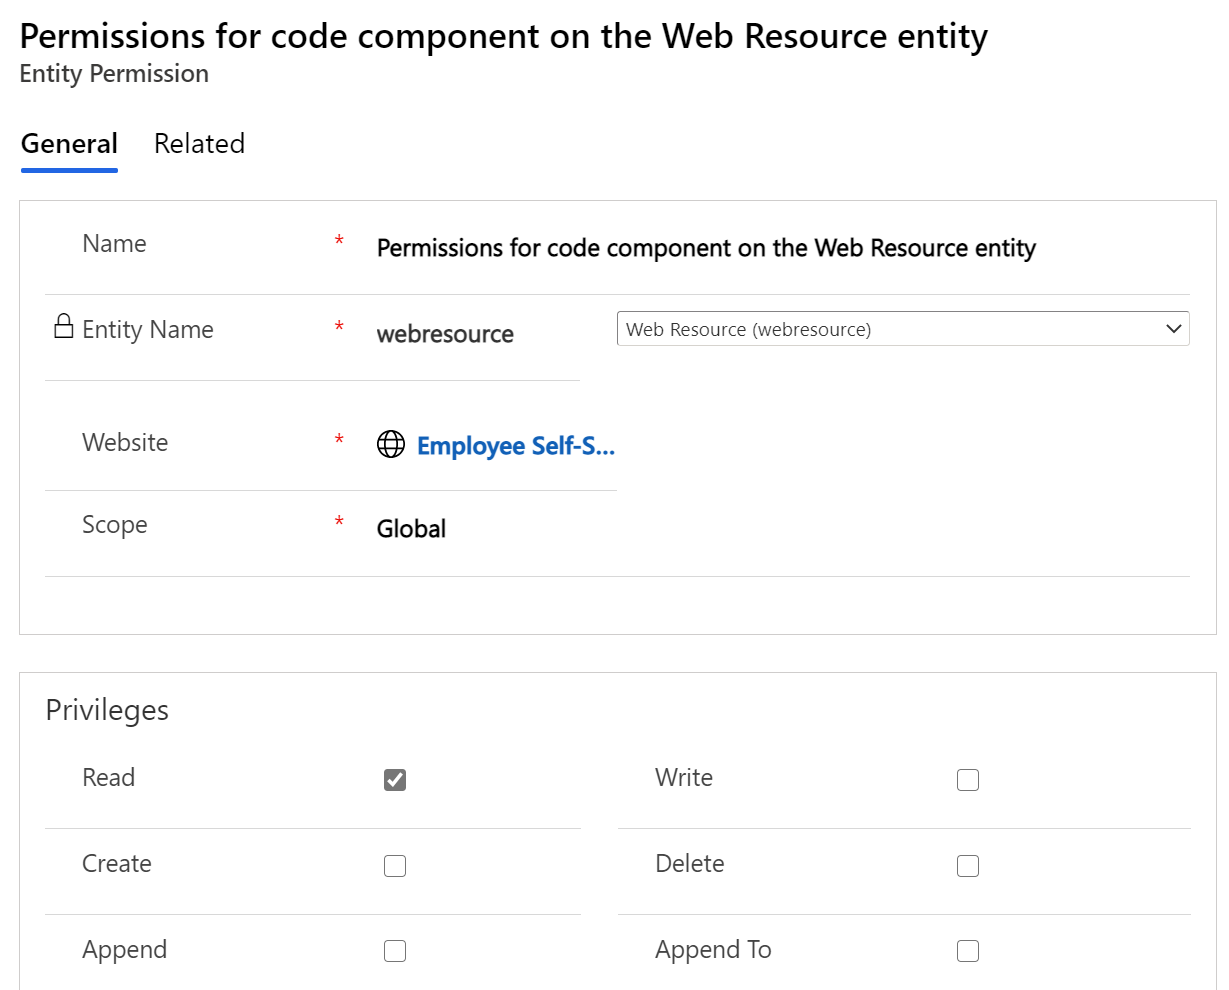 Permissions for code component on the Web Resource entity
Entity Permission
General Related
Name * Permissions for code component on the Web Resource entity
Entity Name * webresource Web Resource (webresource)
Website * Employee Self-S...
Scope * Global
Privileges
Read Write
Create Delete
Append Append To